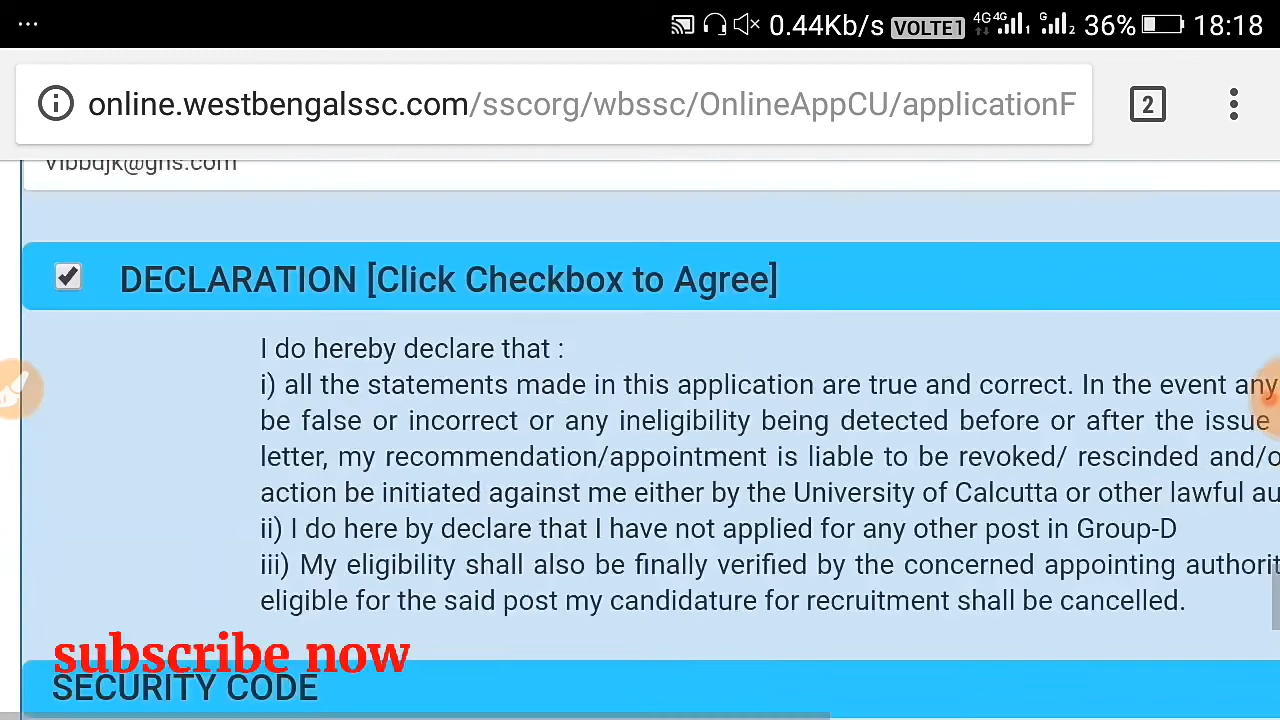 ... 0.44Kb/s VOLTE1 4G 4G 1 G 2 36% 18:18
online.westbengalssc.com/sscorg/wbssc/OnlineAppCU/applicationF 2
DECLARATION [Click Checkbox to Agree]
I do hereby declare that :
i) all the statements made in this application are true and correct. In the event any
be false or incorrect or any ineligibility being detected before or after the issue
letter, my recommendation/appointment is liable to be revoked/ rescinded and/o
action be initiated against me either by the University of Calcutta or other lawful au
ii) I do here by declare that I have not applied for any other post in Group-D
iii) My eligibility shall also be finally verified by the concerned appointing authorit
eligible for the said post my candidature for recruitment shall be cancelled.
subscribe now
SECURITY CODE